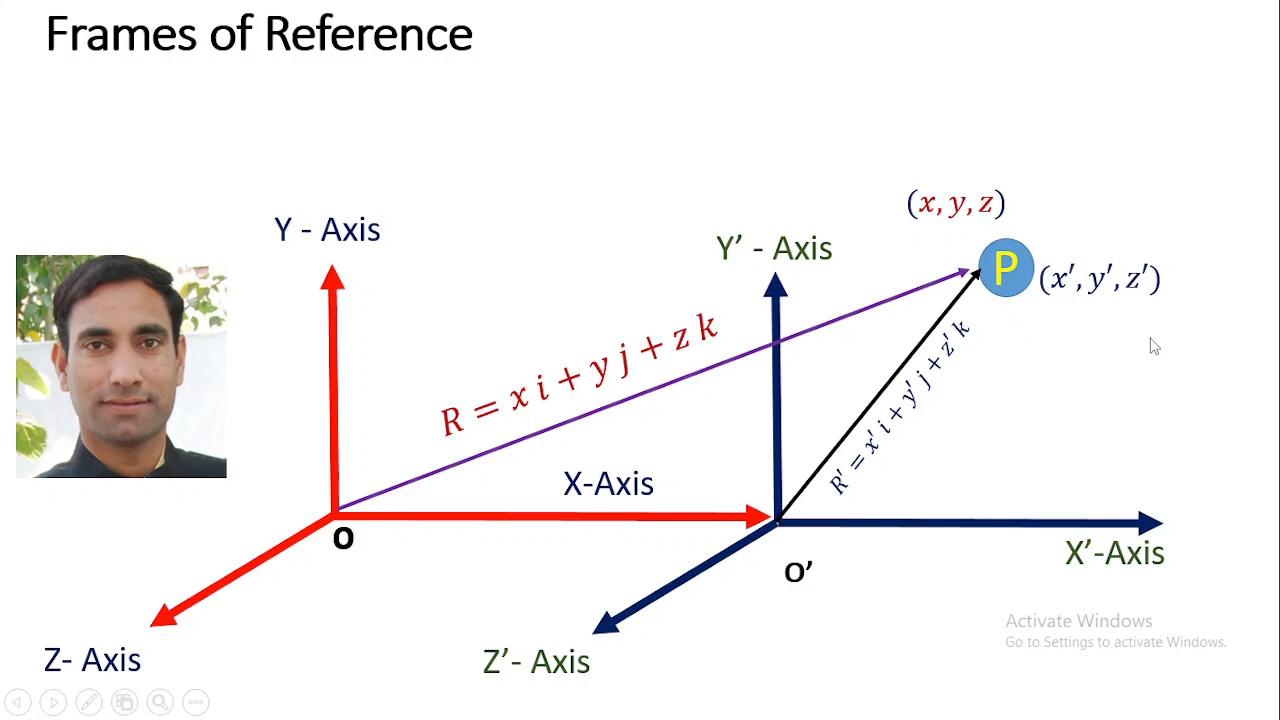 Frames of Reference
(x, y, z)
Y - Axis
Y’ - Axis
P
(x′, y′, z′)
R = x i + y j + z k
R′ = x′ i + y′ j + z′ k
X-Axis
O
X’-Axis
O’
Z- Axis
Z’- Axis
Activate Windows
Go to Settings to activate Windows.